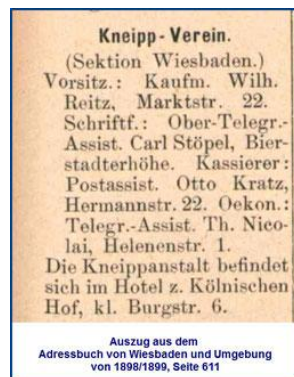 Kneipp-Verein.
(Sektion Wiesbaden.)
Vorsitz.: Kaufm. Wilh.
Reitz, Marktstr. 22.
Schriftf.: Ober-Telegr.-
Assist. Carl Stöpel, Bier-
stadterhöhe. Kassierer:
Postassist. Otto Kratz,
Hermannstr. 22. Oekon.:
Telegr.-Assist. Th. Nico-
lai, Helenenstr. 1.
Die Kneippanstalt befindet
sich im Hotel z. Kölnischen
Hof, kl. Burgstr. 6.
Auszug aus dem
Adressbuch von Wiesbaden und Umgebung
von 1898/1899, Seite 611